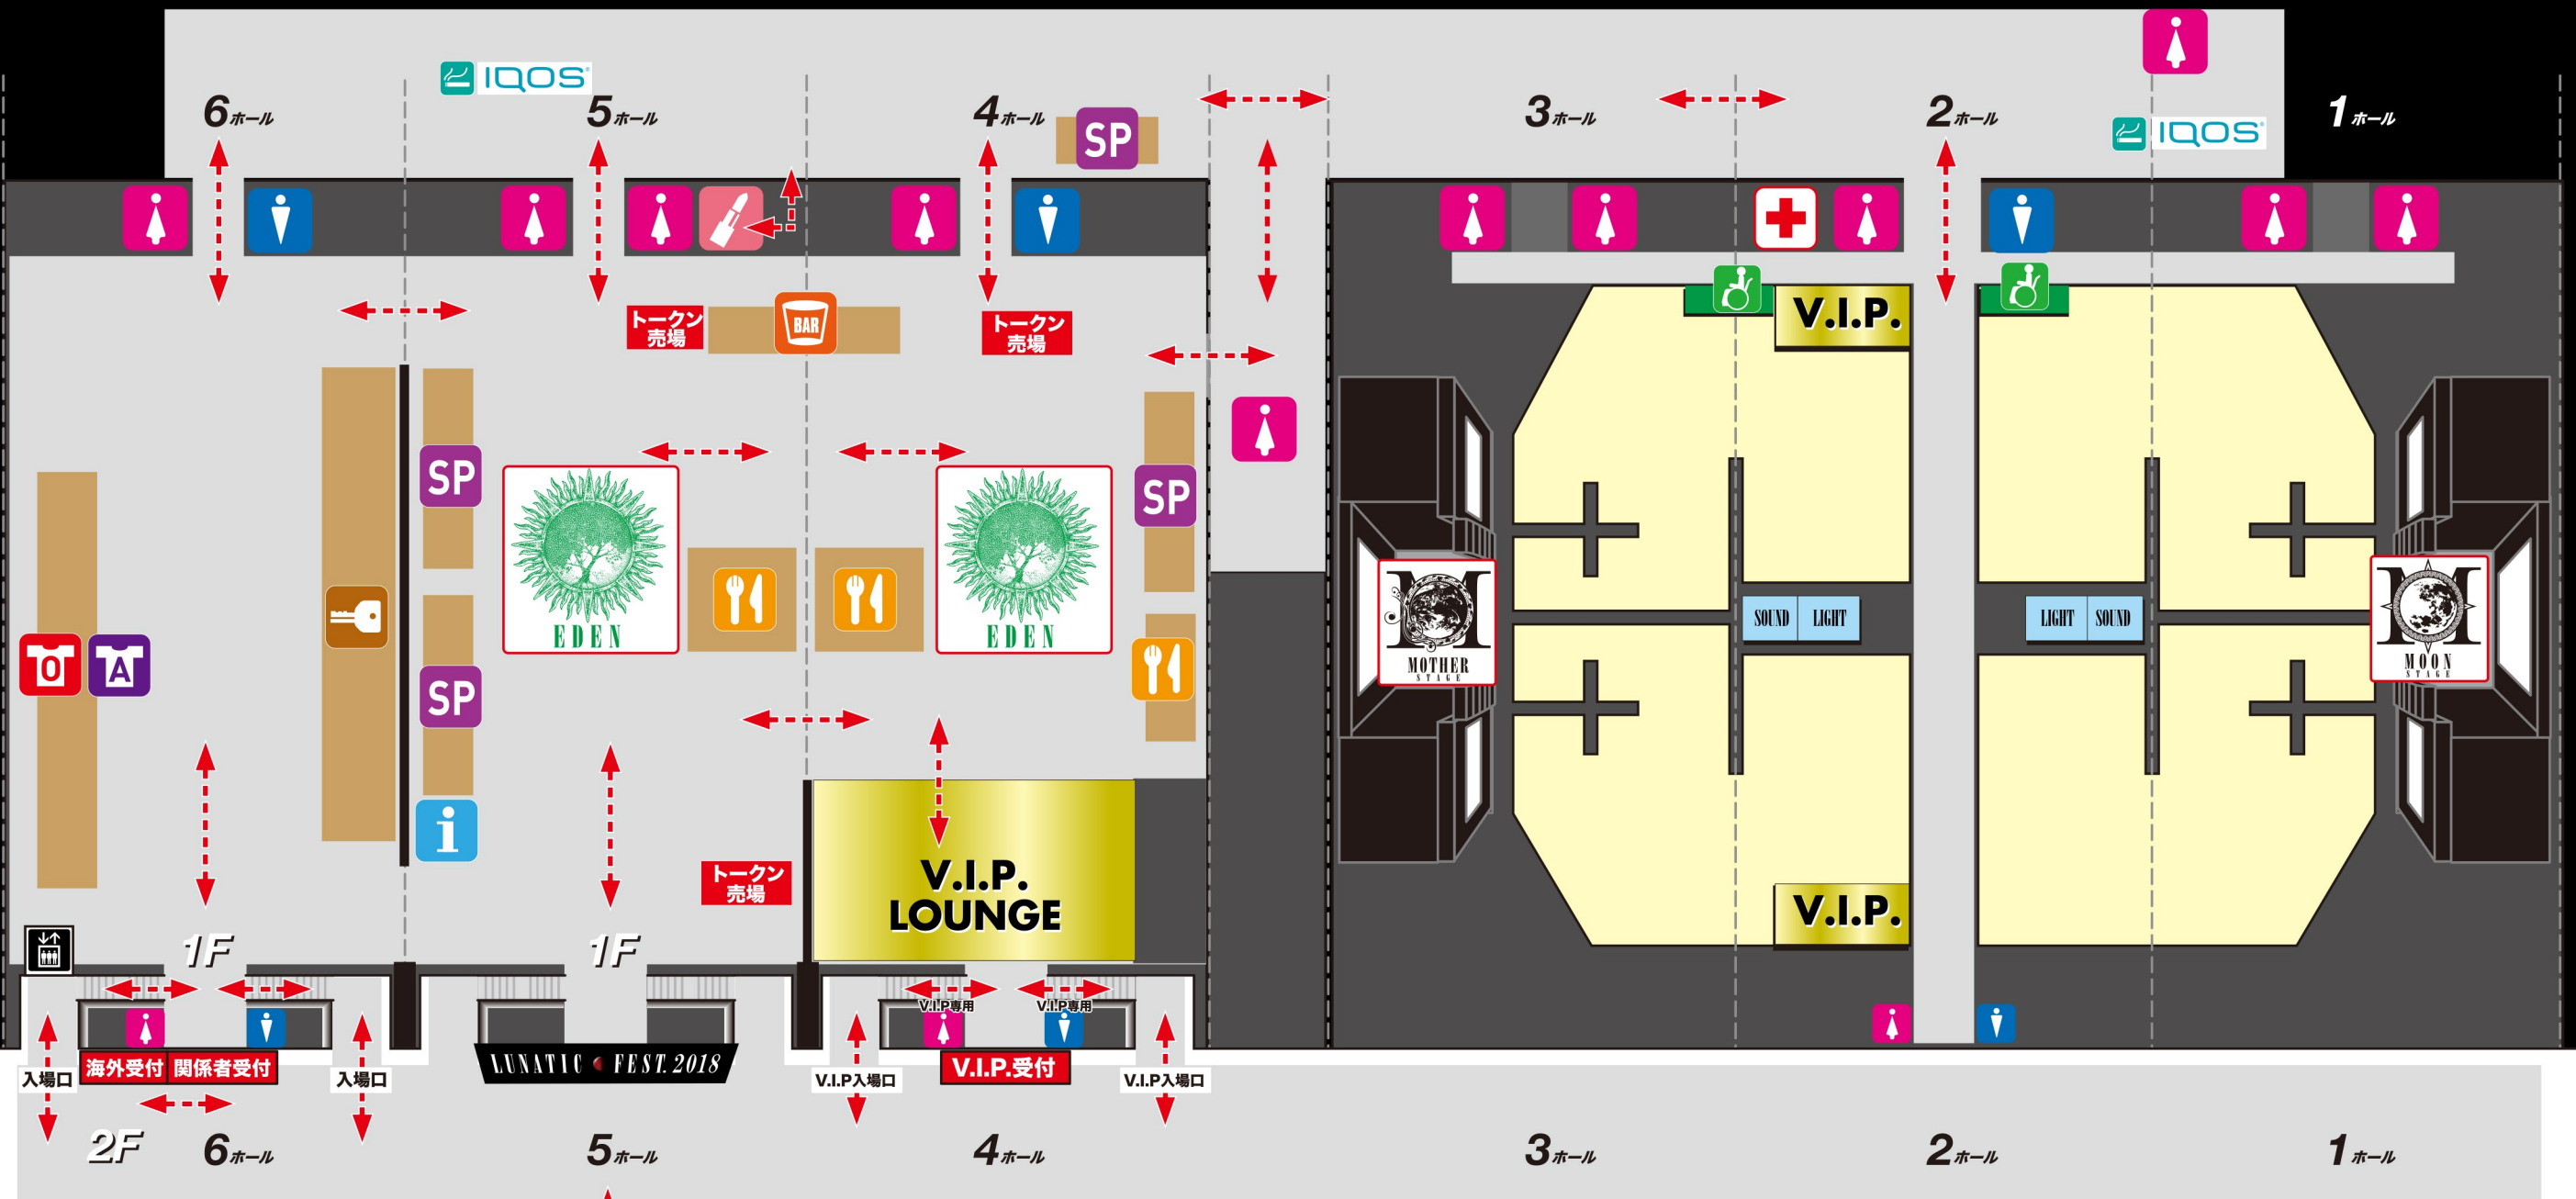 IQOS
6ホール
5ホール
4ホール
SP
3ホール
2ホール
IQOS
1ホール
トークン
売場
BAR
トークン
売場
V.I.P.
SP
SP
EDEN
EDEN
SOUND
LIGHT
LIGHT
SOUND
O
A
SP
M
MOTHER
STAGE
M
MOON
STAGE
i
トークン
売場
V.I.P.
LOUNGE
V.I.P.
1F
1F
V.I.P専用
V.I.P専用
入場口
海外受付
関係者受付
入場口
LUNATIC FEST. 2018
V.I.P入場口
V.I.P.受付
V.I.P入場口
2F
6ホール
5ホール
4ホール
3ホール
2ホール
1ホール